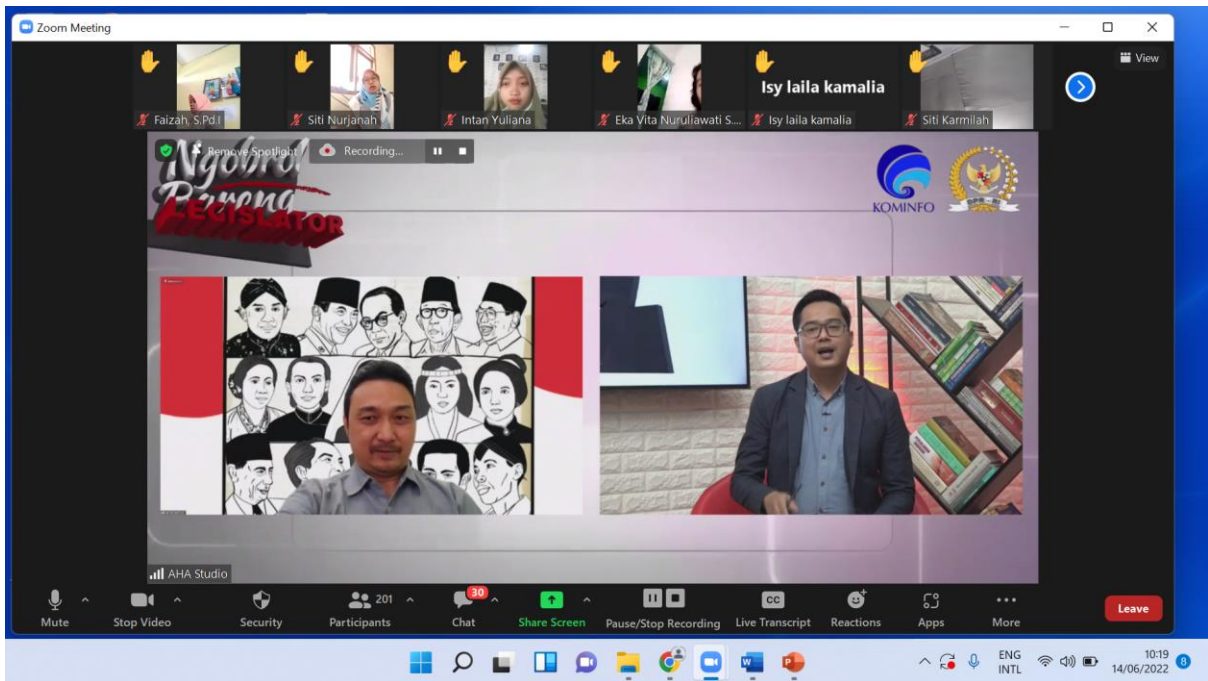 Zoom Meeting
View
Faizah, S.Pd.I
Siti Nurjanah
Intan Yuliana
Eka Vita Nuruliawati S...
Isy laila kamalia
Isy laila kamalia
Siti Karmilah
Remove Spotlight
Recording...
Ngobrol
Bareng
LEGISLATOR
KOMINFO
DPR - RI
AHA Studio
Mute
Stop Video
Security
201
Participants
30
Chat
Share Screen
Pause/Stop Recording
CC
Live Transcript
Reactions
Apps
More
Leave
ENG
INTL
10:19
14/06/2022
8